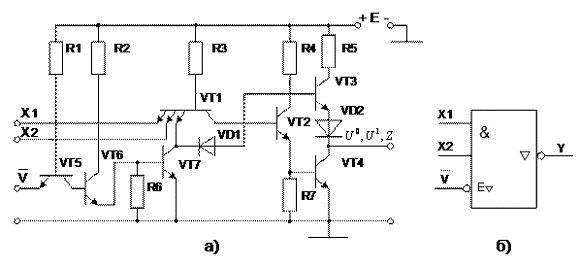 + E -
R1 R2 R3 R4 R5
VT3
X1
VT1
X2
VD2
VT2
VD1
U⁰, U¹, Z
VT5 VT6
VT7
VT4
V
R6
R7
а)
X1
&
X2
▽
Y
V
E▽
б)